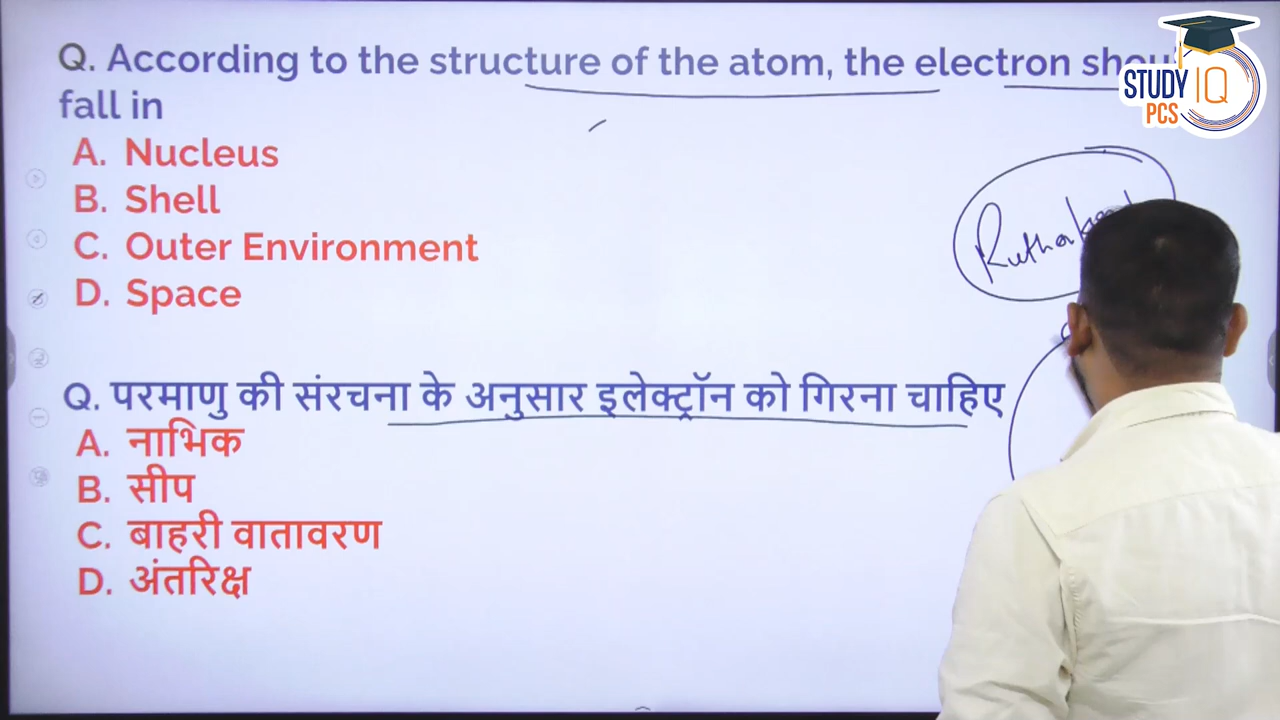 Q. According to the structure of the atom, the electron
fall in
A. Nucleus
B. Shell
C. Outer Environment
D. Space
Q. परमाणु की संरचना के अनुसार इलेक्ट्रॉन को गिरना चाहिए
A. नाभिक
B. सीप
C. बाहरी वातावरण
D. अंतरिक्ष
STUDY IQ
PCS